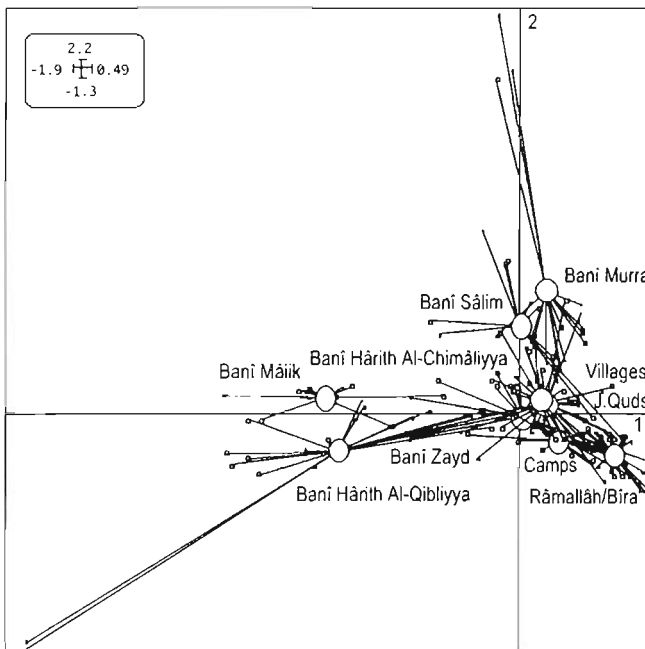 2
2.2
-1.9 0.49
-1.3
Banî Murra
Banî Sâlim
Banî Hârith Al-Chimâliyya
Banî Mâiik
Villages
J.Quds
1
Banî Zayd
Camps
Banî Hârith Al-Qibliyya
Râmallâh/Bîra